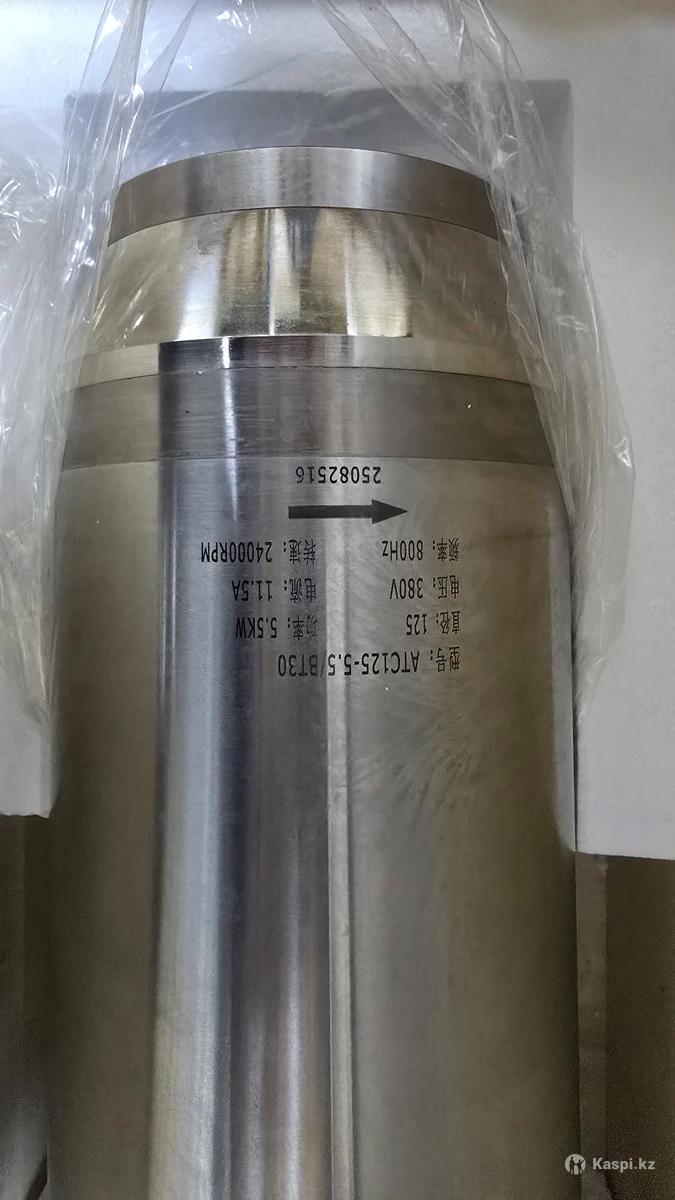 型号: ATC125-5.5/BT30
直径: 125 功率: 5.5KW
电压: 380V 电流: 11.5A
频率: 800Hz 转速: 24000RPM
25082516
Kaspi.kz